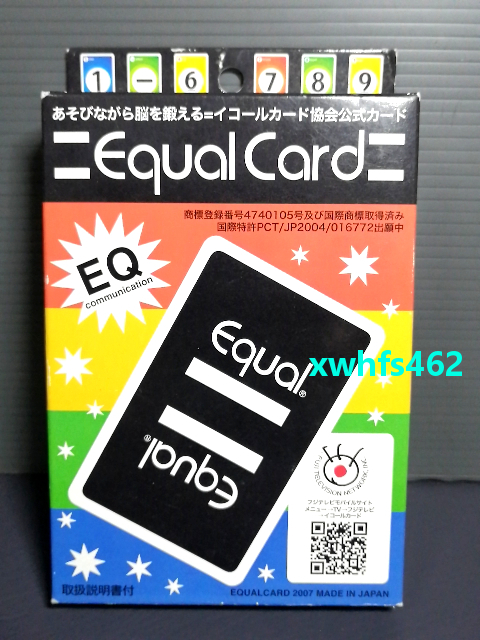 1 — 6 7 8 9
あそびながら脳を鍛える=イコールカード協会公式カード
=Equal Card=
商標登録番号4740105号及び国際商標取得済み
国際特許PCT/JP2004/016772出願中
EQ
communication
Equal®
=
Equal®
xwhfs462
FUJI TELEVISION NETWORK, INC.
フジテレビモバイルサイト
メニュー→TV→フジテレビ
→イコールカード
取扱説明書付
EQUALCARD 2007 MADE IN JAPAN